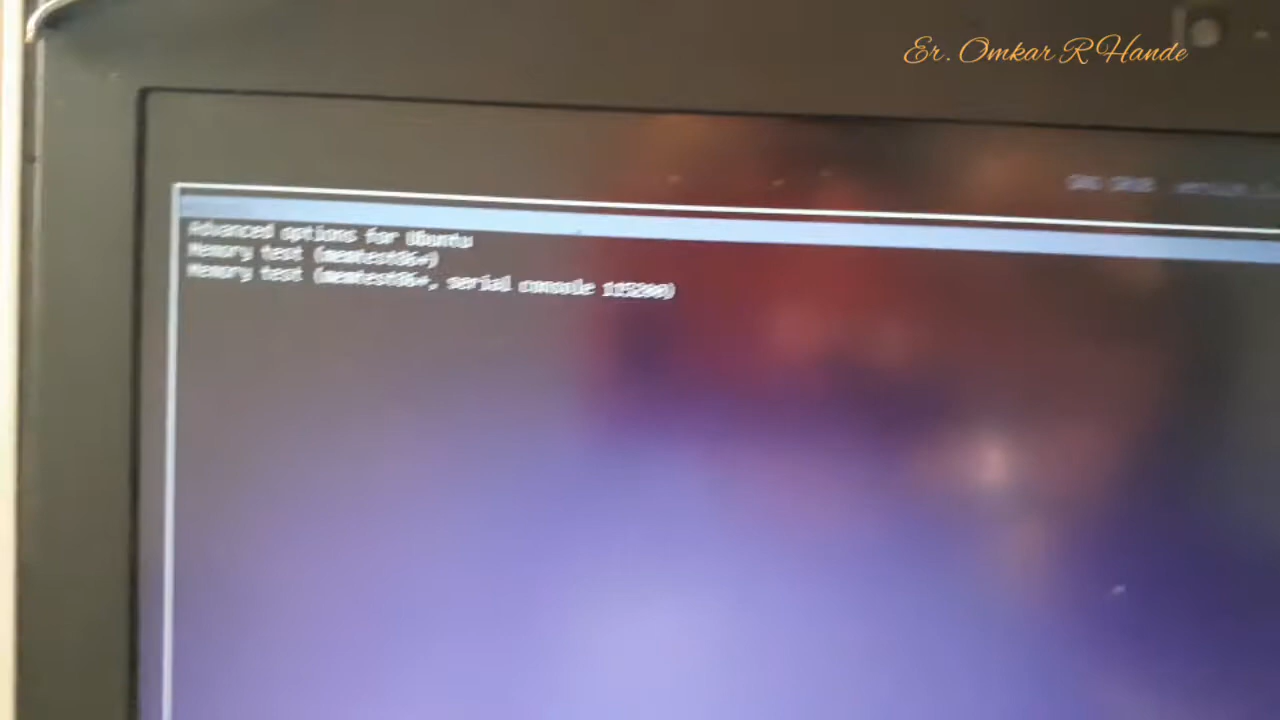 Er. Omkar R Hande
Advanced options for Ubuntu
Memory test (memtest86+)
Memory test (memtest86+, serial console 115200)